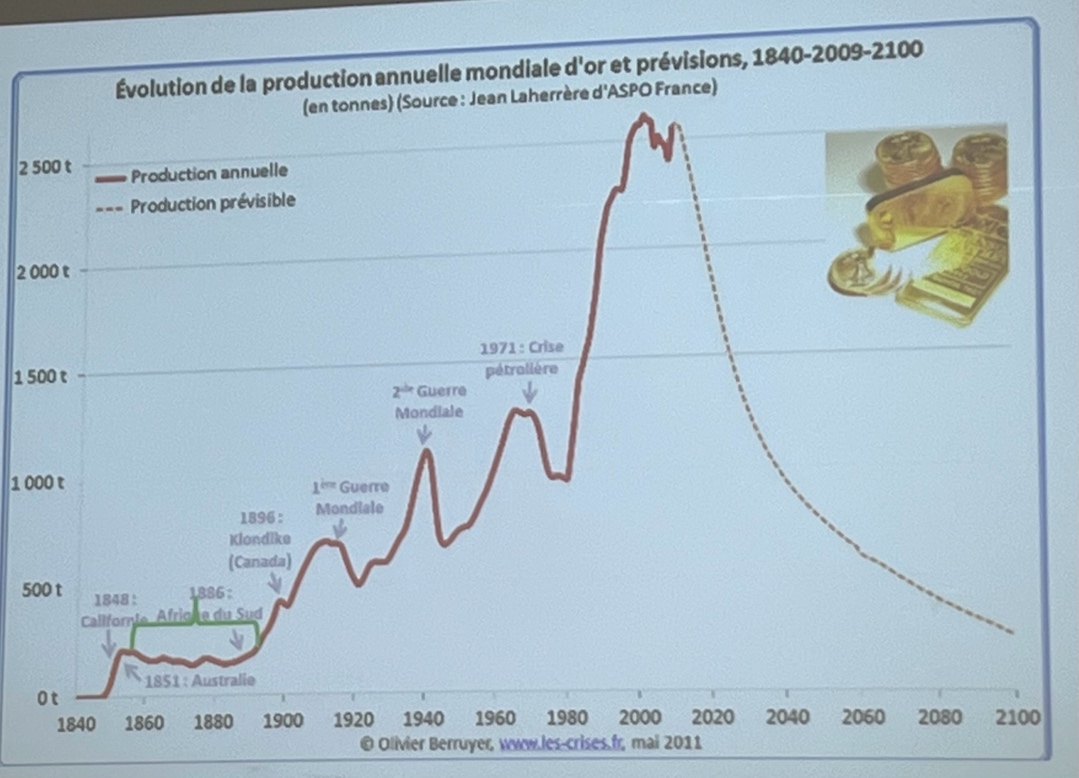 Évolution de la production annuelle mondiale d'or et prévisions, 1840-2009-2100
(en tonnes) (Source : Jean Laherrère d'ASPO France)
2 500 t
Production annuelle
Production prévisible
2 000 t
1 500 t
1971 : Crise
pétrolière
2ème Guerre
Mondiale
1 000 t
1ère Guerre
Mondiale
1896 :
Klondike
(Canada)
500 t
1848 :
Californie
1886 :
Afrique du Sud
1851 : Australie
0 t
1840 1860 1880 1900 1920 1940 1960 1980 2000 2020 2040 2060 2080 2100
© Olivier Berruyer, www.les-crises.fr, mai 2011